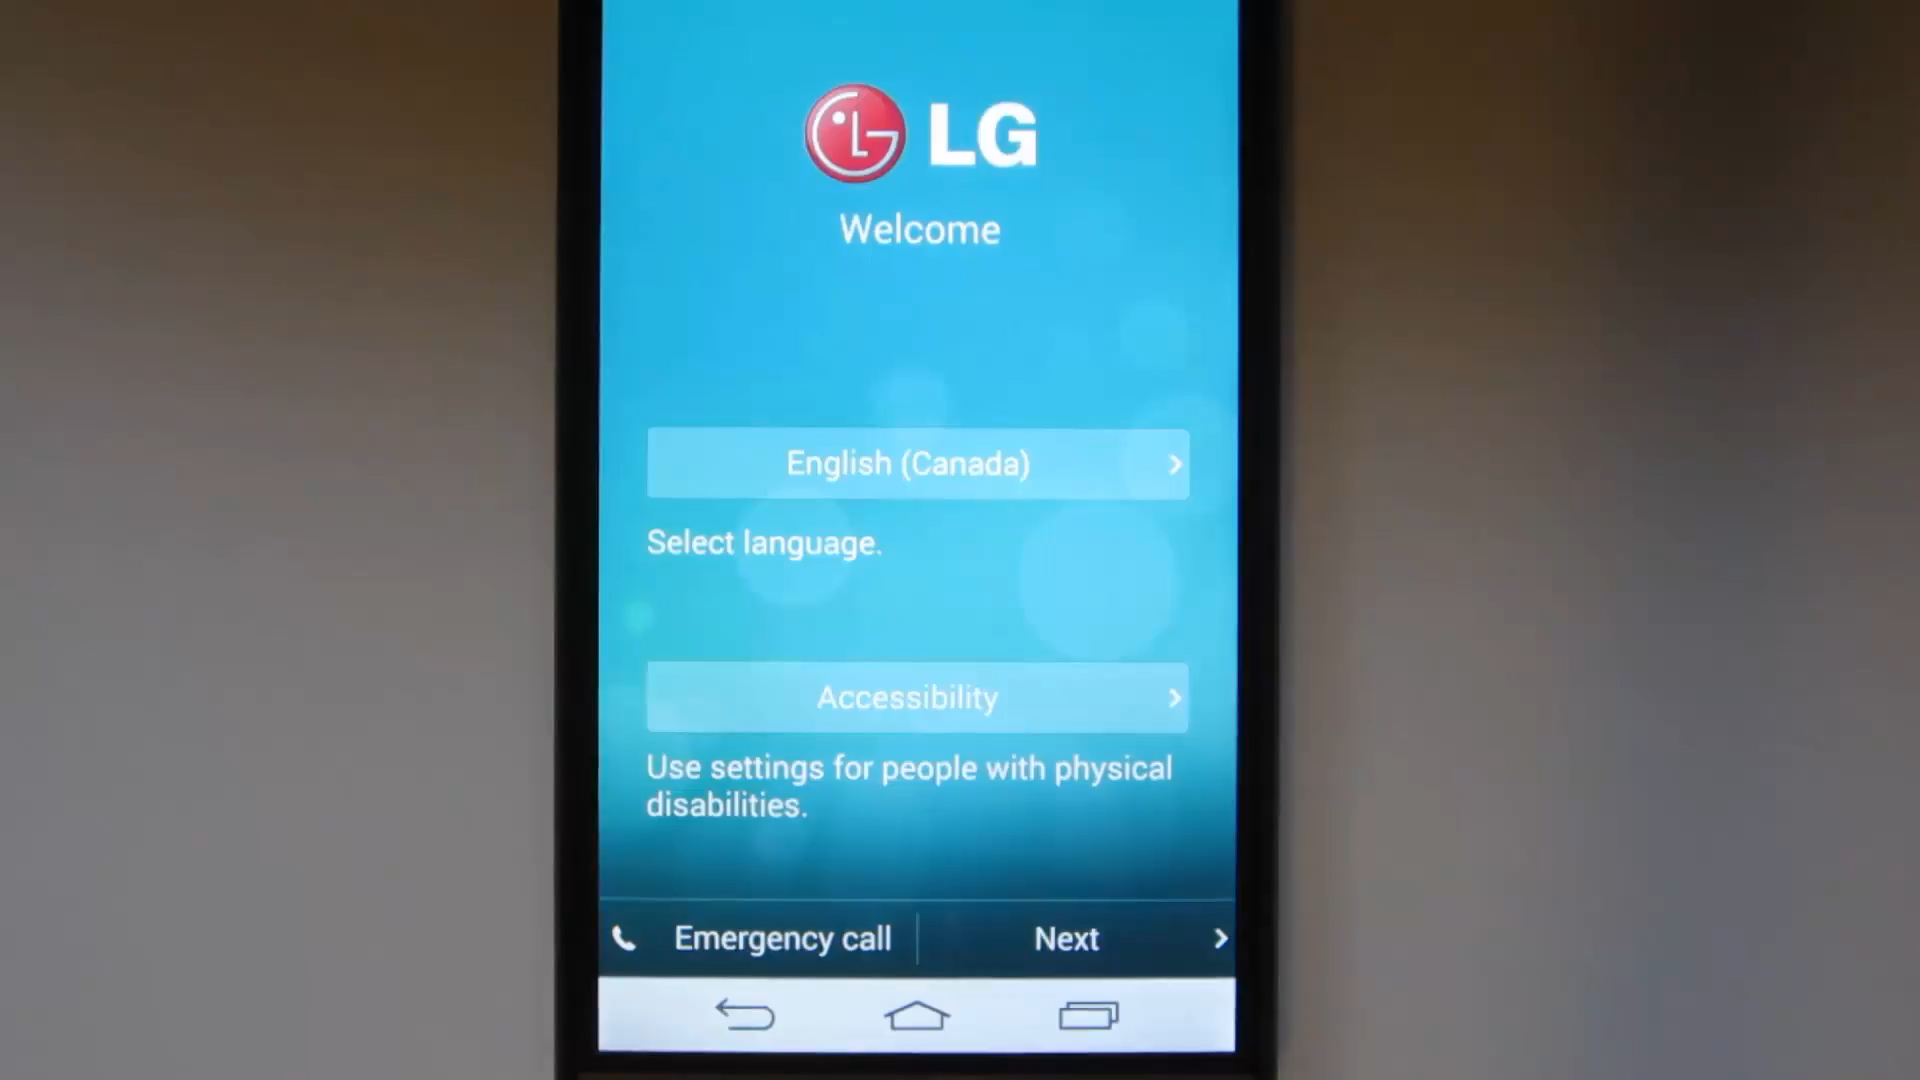 LG
Welcome
English (Canada)
Select language.
Accessibility
Use settings for people with physical
disabilities.
Emergency call
Next